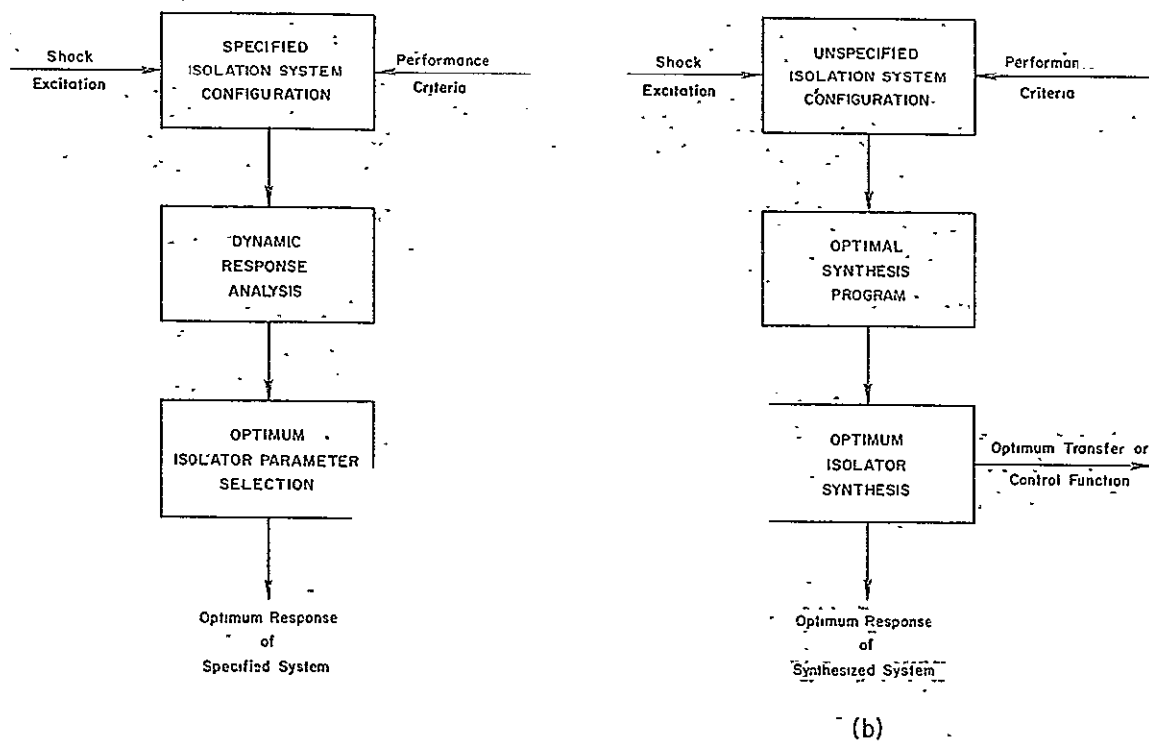 Shock
Excitation
SPECIFIED
ISOLATION SYSTEM
CONFIGURATION
Performance
Criteria
DYNAMIC
RESPONSE
ANALYSIS
OPTIMUM
ISOLATOR PARAMETER
SELECTION
Optimum Response
of
Specified System
Shock
Excitation
UNSPECIFIED
ISOLATION SYSTEM
CONFIGURATION
Performan
Criteria
OPTIMAL
SYNTHESIS
PROGRAM
OPTIMUM
ISOLATOR
SYNTHESIS
Optimum Transfer or
Control Function
Optimum Response
of
Synthesized System
(b)